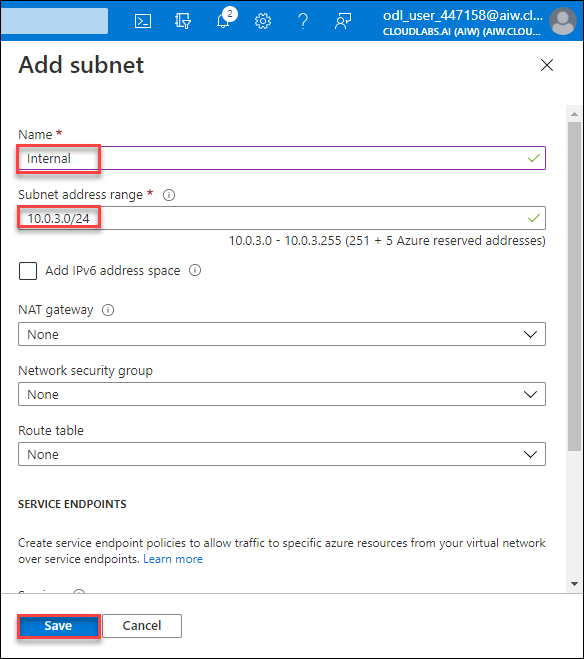 2
odl_user_447158@aiw.cl...
CLOUDLABS.AI (AIW) (AIW.CLOU...
Add subnet
Name *
Internal
Subnet address range *
10.0.3.0/24
10.0.3.0 - 10.0.3.255 (251 + 5 Azure reserved addresses)
Add IPv6 address space
NAT gateway
None
Network security group
None
Route table
None
SERVICE ENDPOINTS
Create service endpoint policies to allow traffic to specific azure resources from your virtual network
over service endpoints. Learn more
Save Cancel